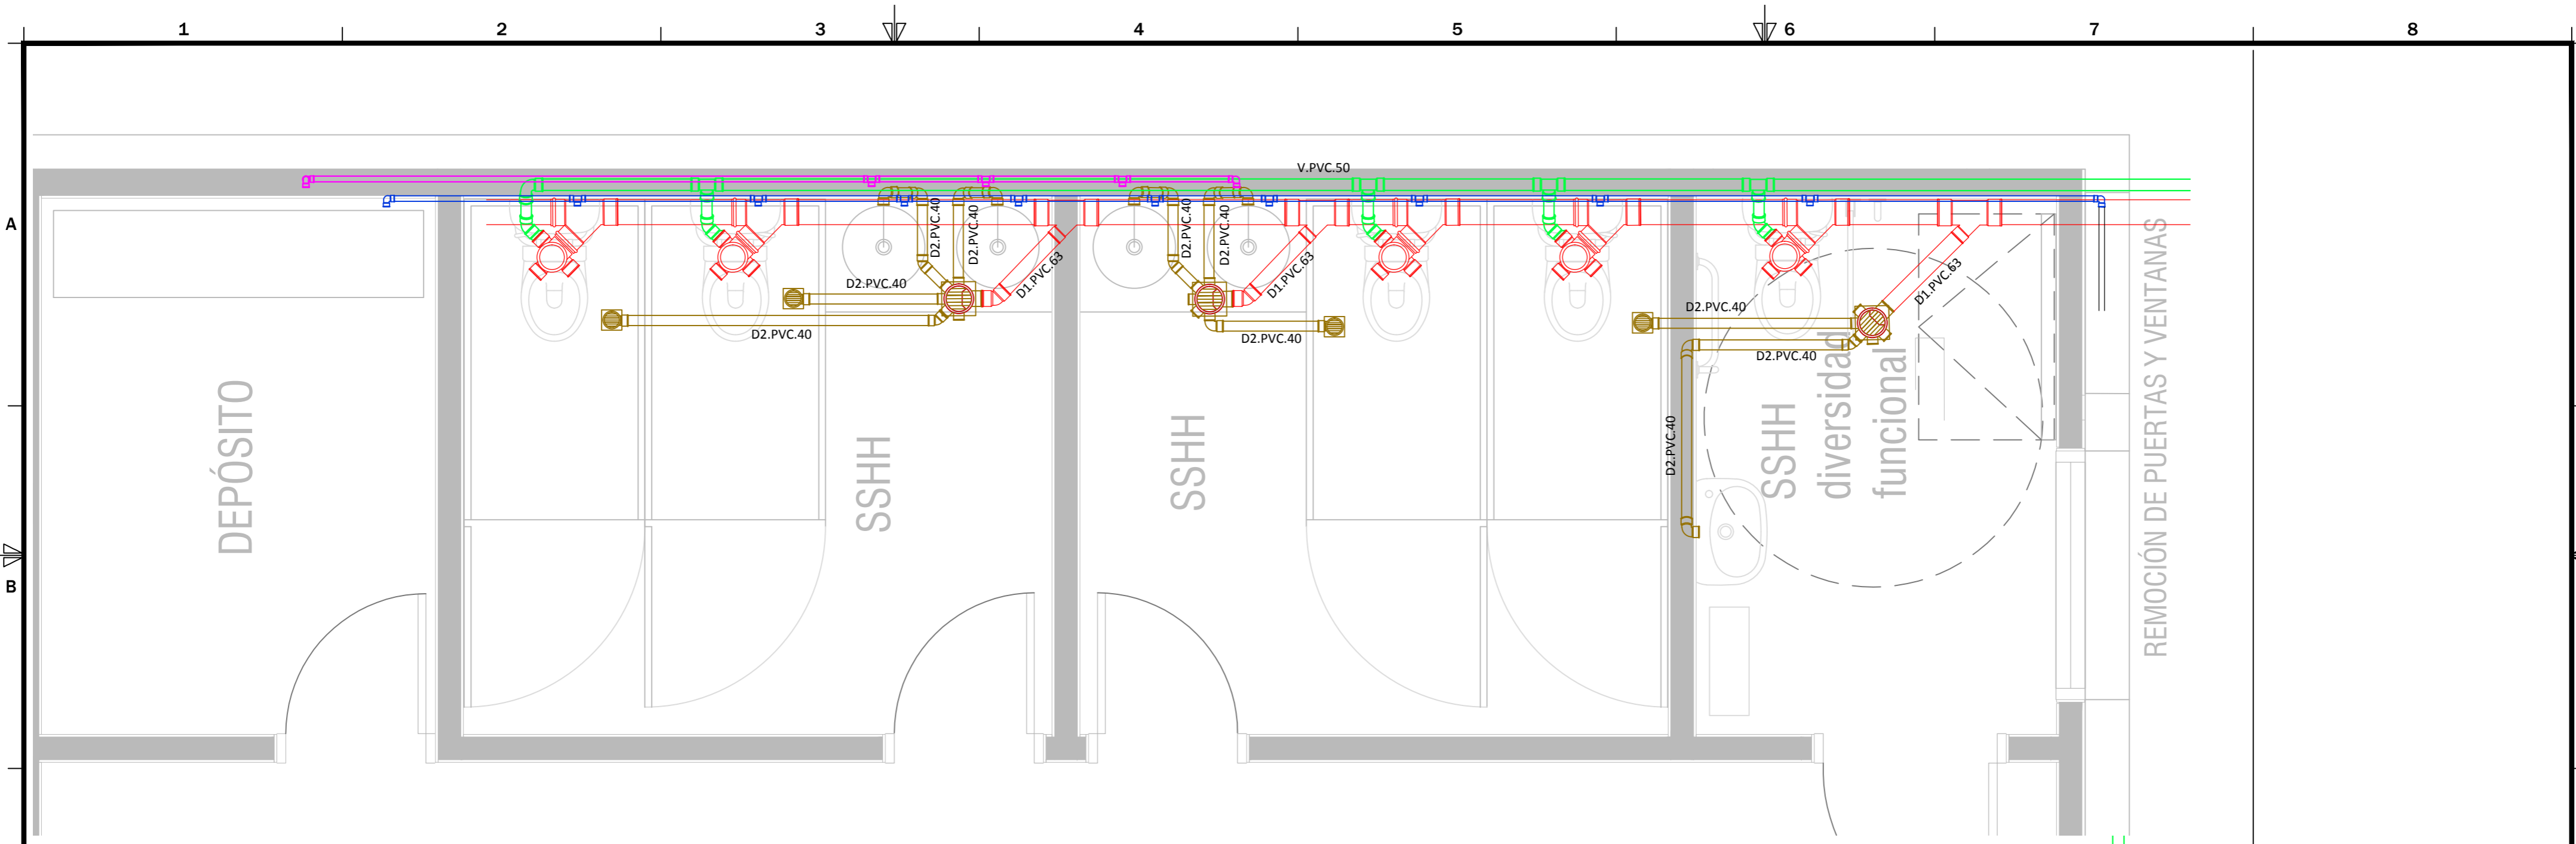 1
2
3
4
5
6
7
8
A
B
V.PVC.50
D2.PVC.40
D2.PVC.40
D2.PVC.40
D2.PVC.40
D1.PVC.63
D2.PVC.40
D2.PVC.40
D2.PVC.40
D1.PVC.63
D2.PVC.40
D2.PVC.40
D2.PVC.40
D1.PVC.63
DEPÓSITO
SSHH
SSHH
SSHH
diversidad
funcional
REMOCIÓN DE PUERTAS Y VENTANAS